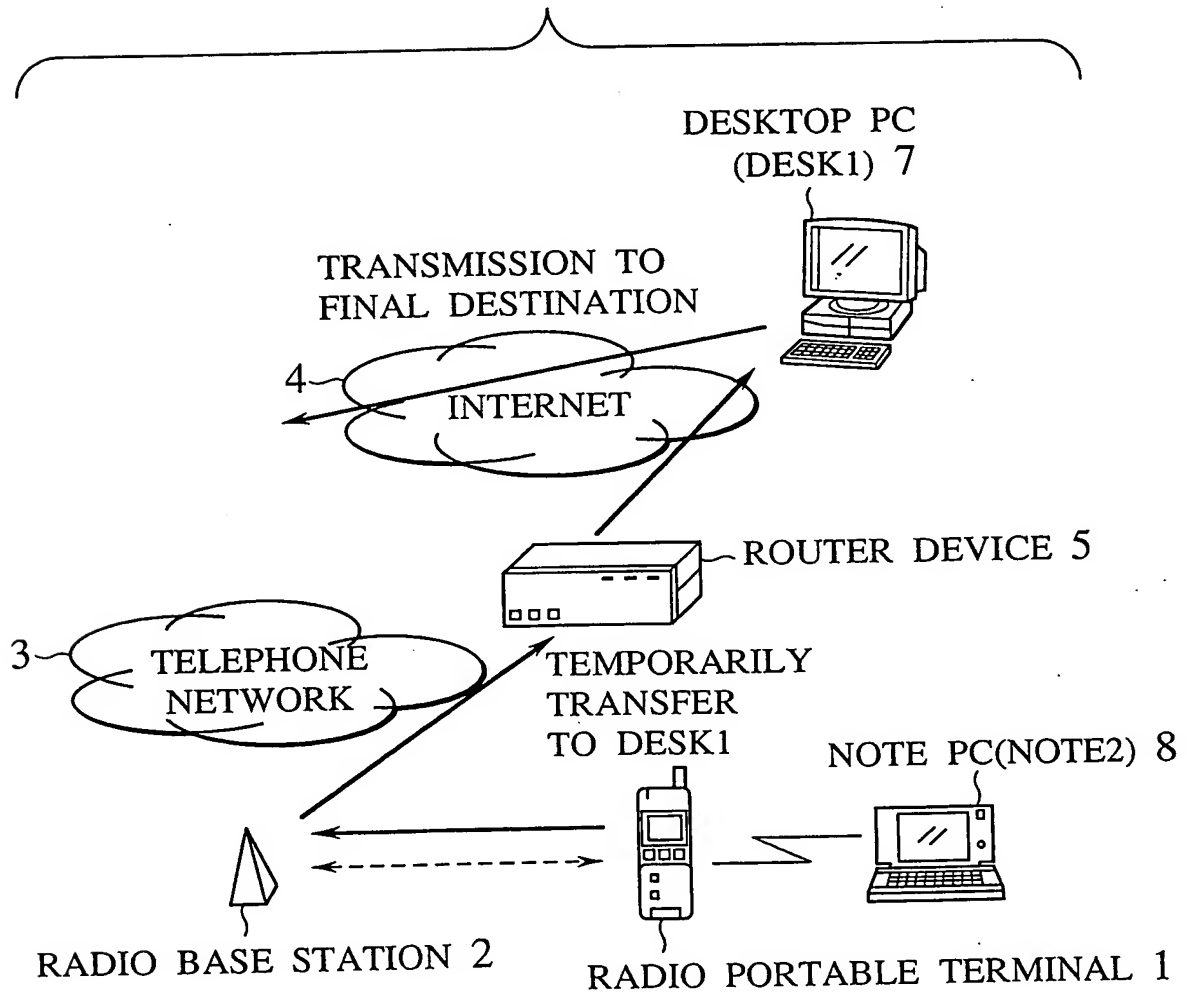 DESKTOP PC
(DESK1) 7
TRANSMISSION TO
FINAL DESTINATION
4
INTERNET
ROUTER DEVICE 5
3
TELEPHONE
NETWORK
TEMPORARILY
TRANSFER
TO DESK1
NOTE PC(NOTE2) 8
RADIO BASE STATION 2
RADIO PORTABLE TERMINAL 1